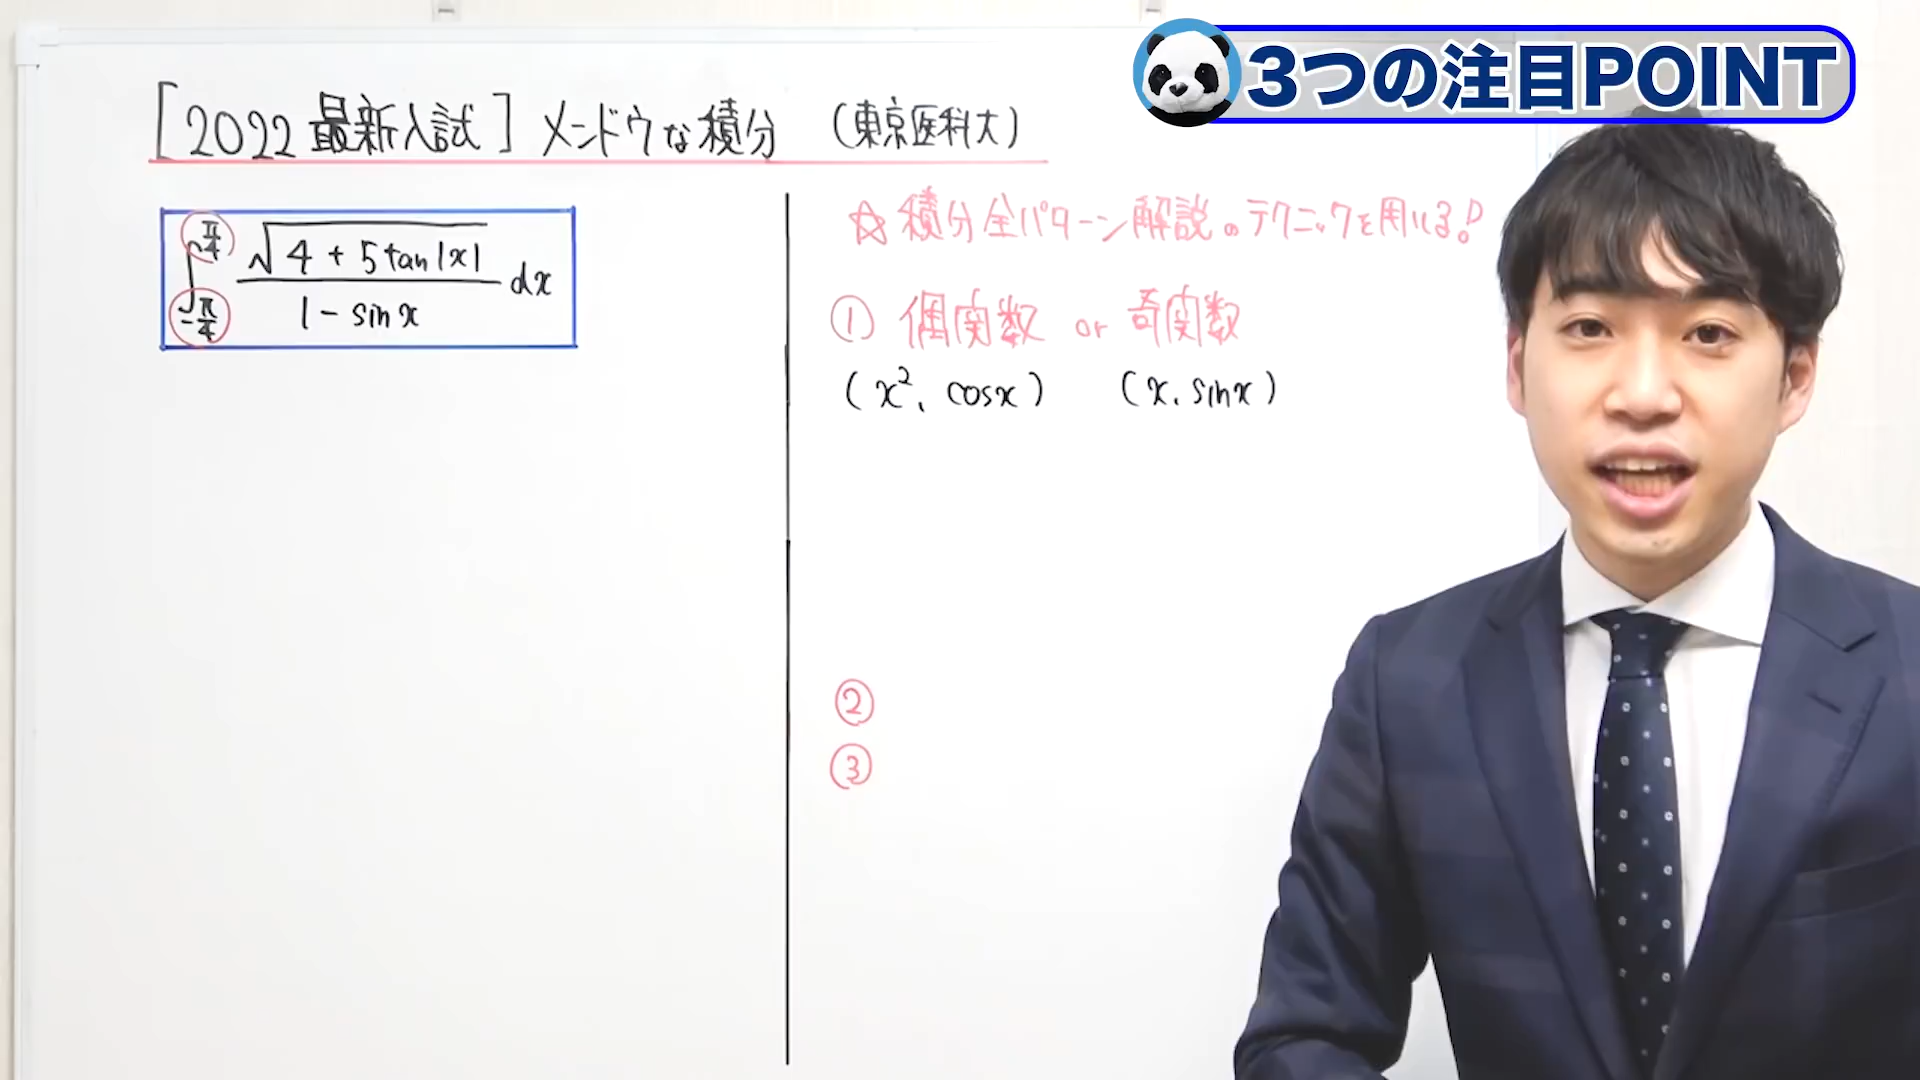 3つの注目POINT
[2022 最新入試] メンドウな積分 (東京医科大)
∫_{-π/4}^{π/4} √(4+5tan|x|) / (1-sinx) dx
☆積分全パターン解説のテクニックを用いる!
① 偶関数 or 奇関数
(x², cosx) (x, sinx)
②
③